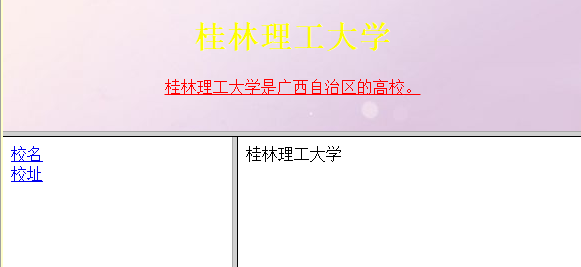 桂林理工大学
桂林理工大学是广西自治区的高校。
校名
校址
桂林理工大学